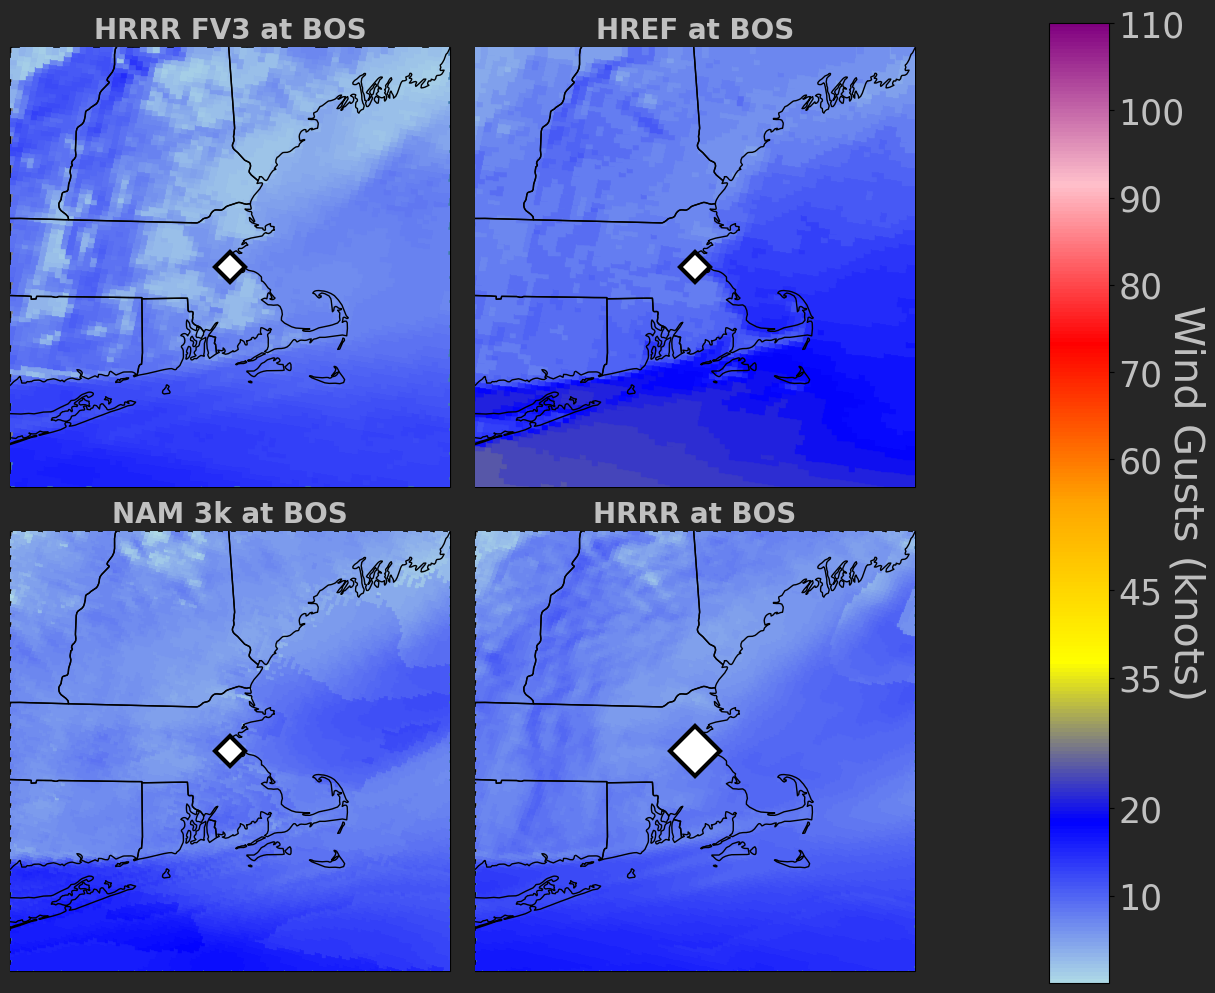 HRRR FV3 at BOS
HREF at BOS
NAM 3k at BOS
HRRR at BOS
110
100
90
80
70
60
45
35
20
10
Wind Gusts (knots)